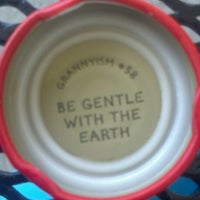 GRANNYISM #58
BE GENTLE
WITH THE
EARTH